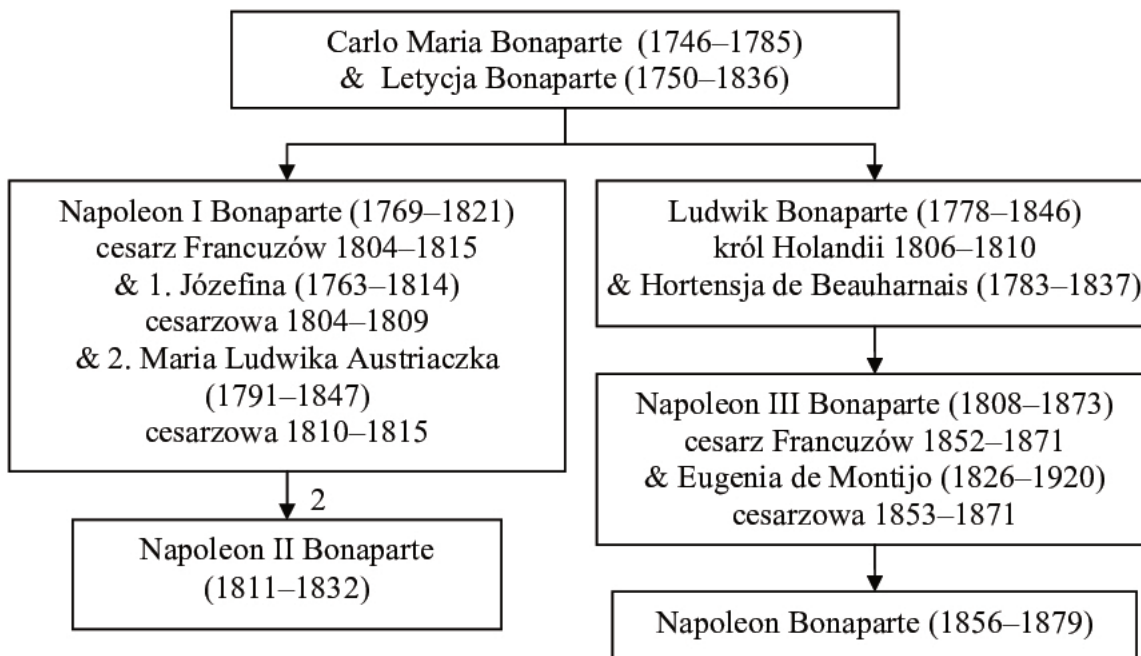 Carlo Maria Bonaparte (1746–1785)
& Letycja Bonaparte (1750–1836)
Napoleon I Bonaparte (1769–1821)
cesarz Francuzów 1804–1815
& 1. Józefina (1763–1814)
cesarzowa 1804–1809
& 2. Maria Ludwika Austriaczka
(1791–1847)
cesarzowa 1810–1815
2
Napoleon II Bonaparte
(1811–1832)
Ludwik Bonaparte (1778–1846)
król Holandii 1806–1810
& Hortensja de Beauharnais (1783–1837)
Napoleon III Bonaparte (1808–1873)
cesarz Francuzów 1852–1871
& Eugenia de Montijo (1826–1920)
cesarzowa 1853–1871
Napoleon Bonaparte (1856–1879)